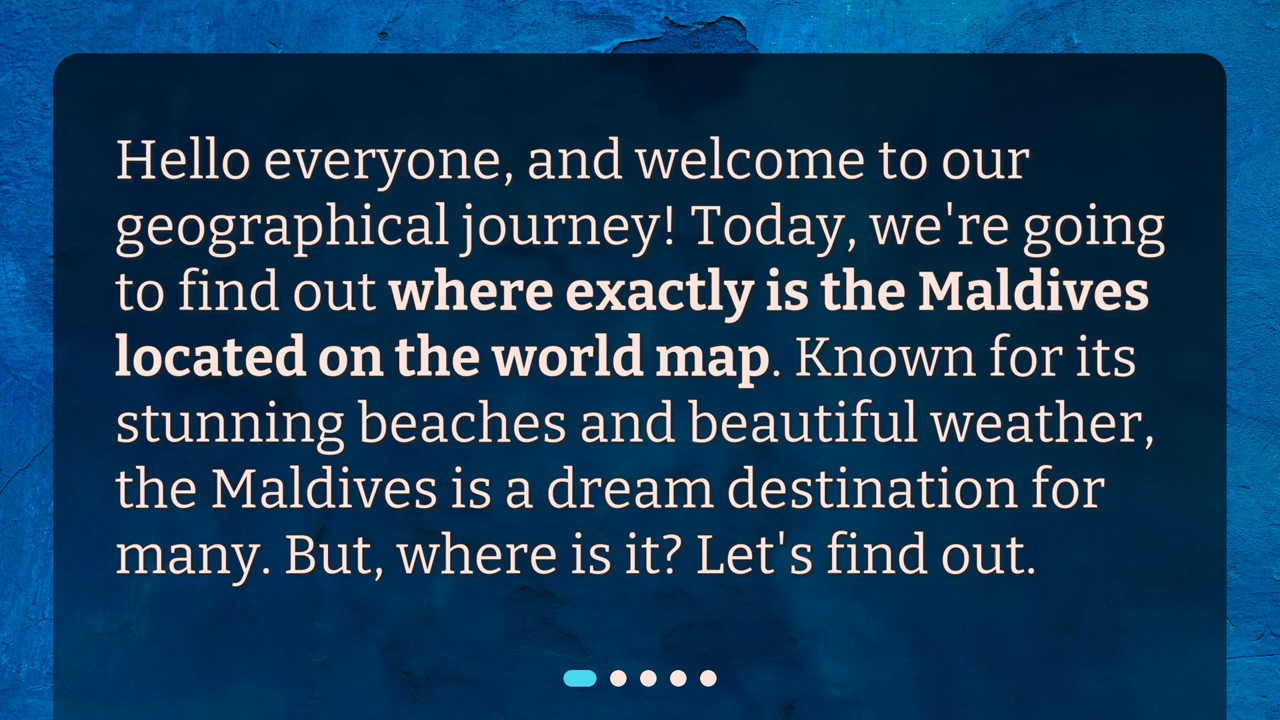 Hello everyone, and welcome to our
geographical journey! Today, we're going
to find out where exactly is the Maldives
located on the world map. Known for its
stunning beaches and beautiful weather,
the Maldives is a dream destination for
many. But, where is it? Let's find out.